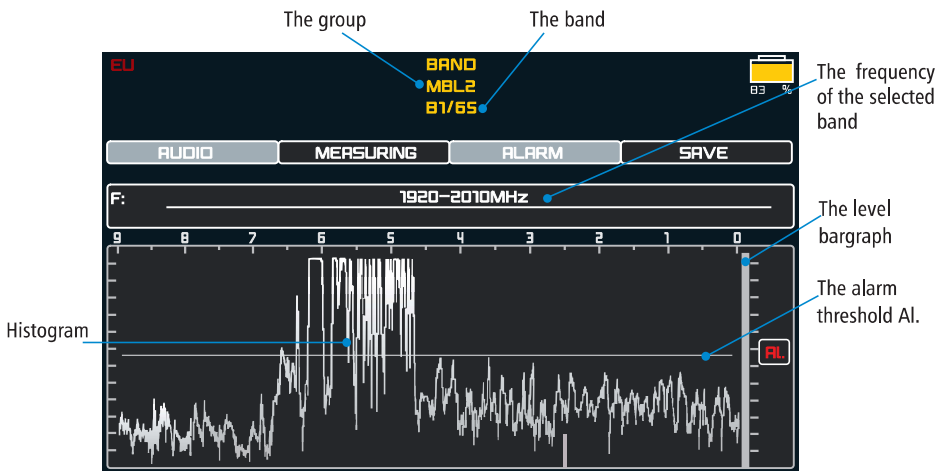 The group
The band
EU
BAND
MBL2
B1/65
83 %
The frequency
of the selected
band
AUDIO
MEASURING
ALARM
SAVE
F:
1920-2010MHz
9 8 7 6 5 4 3 2 1 0
The level
bargraph
The alarm
threshold Al.
Histogram
AL.